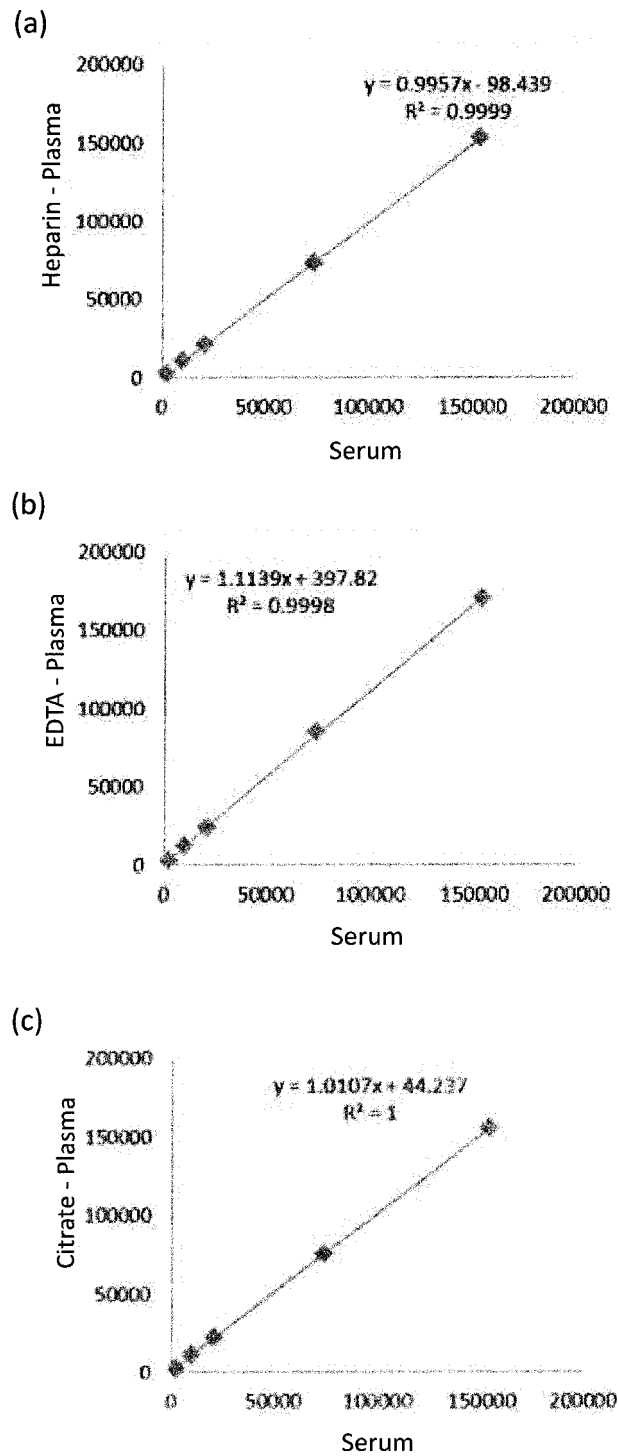 (a)
200000
150000
100000
50000
0
Heparin - Plasma
y = 0.9957x - 98.439
R² = 0.9999
0 50000 100000 150000 200000
Serum
(b)
200000
150000
100000
50000
0
EDTA - Plasma
y = 1.1139x + 397.82
R² = 0.9998
0 50000 100000 150000 200000
Serum
(c)
200000
150000
100000
50000
0
Citrate - Plasma
y = 1.0107x + 44.237
R² = 1
0 50000 100000 150000 200000
Serum